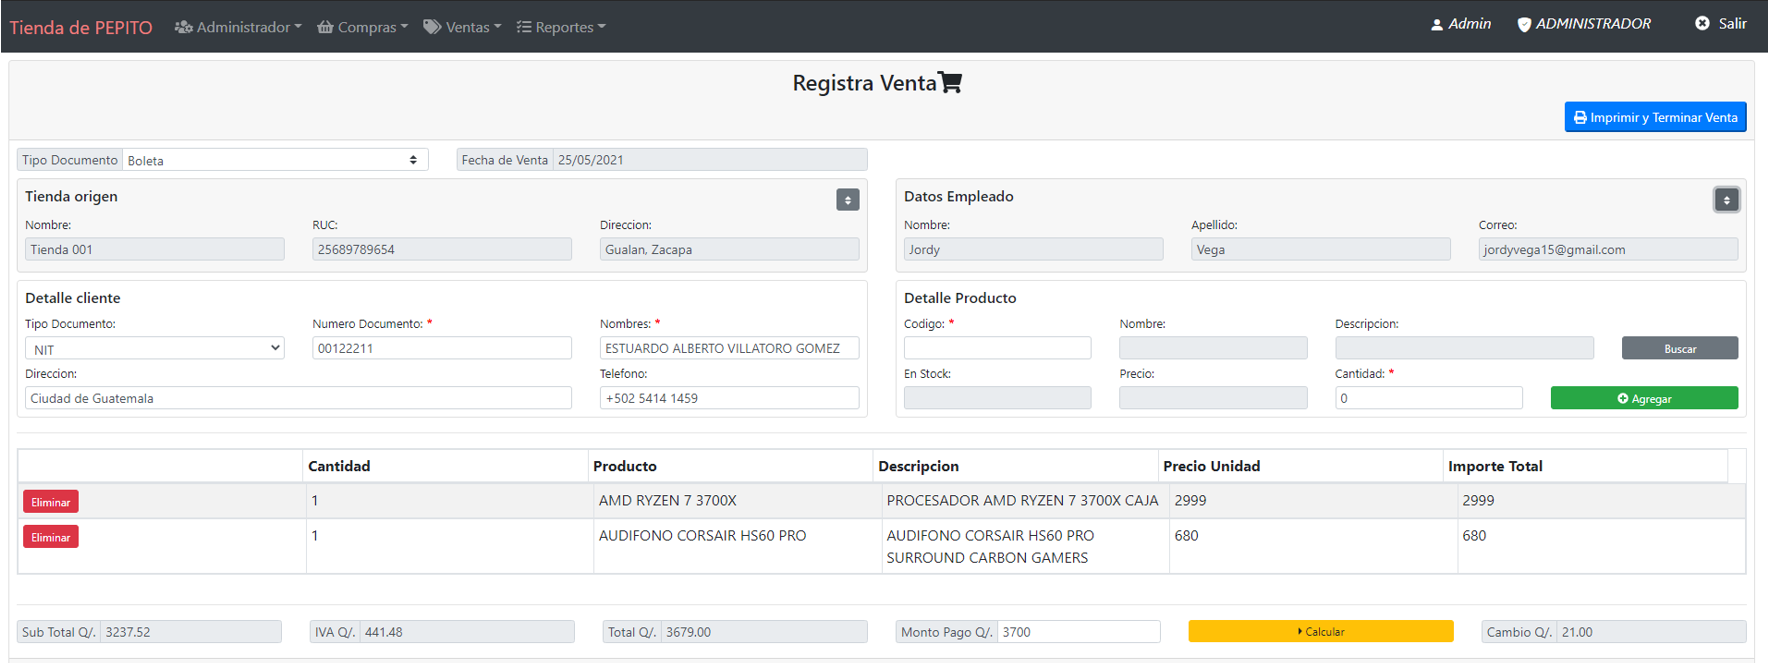 Tienda de PEPITO Administrador Compras Ventas Reportes Admin ADMINISTRADOR Salir
Registra Venta
Imprimir y Terminar Venta
Tipo Documento Boleta Fecha de Venta 25/05/2021
Tienda origen
Nombre: RUC: Direccion:
Tienda 001 25689789654 Gualan, Zacapa
Datos Empleado
Nombre: Apellido: Correo:
Jordy Vega jordyvega15@gmail.com
Detalle cliente
Tipo Documento: Numero Documento: * Nombres: *
NIT 00122211 ESTUARDO ALBERTO VILLATORO GOMEZ
Direccion: Telefono:
Ciudad de Guatemala +502 5414 1459
Detalle Producto
Codigo: * Nombre: Descripcion:
Buscar
En Stock: Precio: Cantidad: *
0 Agregar
Cantidad Producto Descripcion Precio Unidad Importe Total
Eliminar 1 AMD RYZEN 7 3700X PROCESADOR AMD RYZEN 7 3700X CAJA 2999 2999
Eliminar 1 AUDIFONO CORSAIR HS60 PRO AUDIFONO CORSAIR HS60 PRO 680 680
SURROUND CARBON GAMERS
Sub Total Q/. 3237.52 IVA Q/. 441.48 Total Q/. 3679.00 Monto Pago Q/. 3700 Calcular Cambio Q/. 21.00